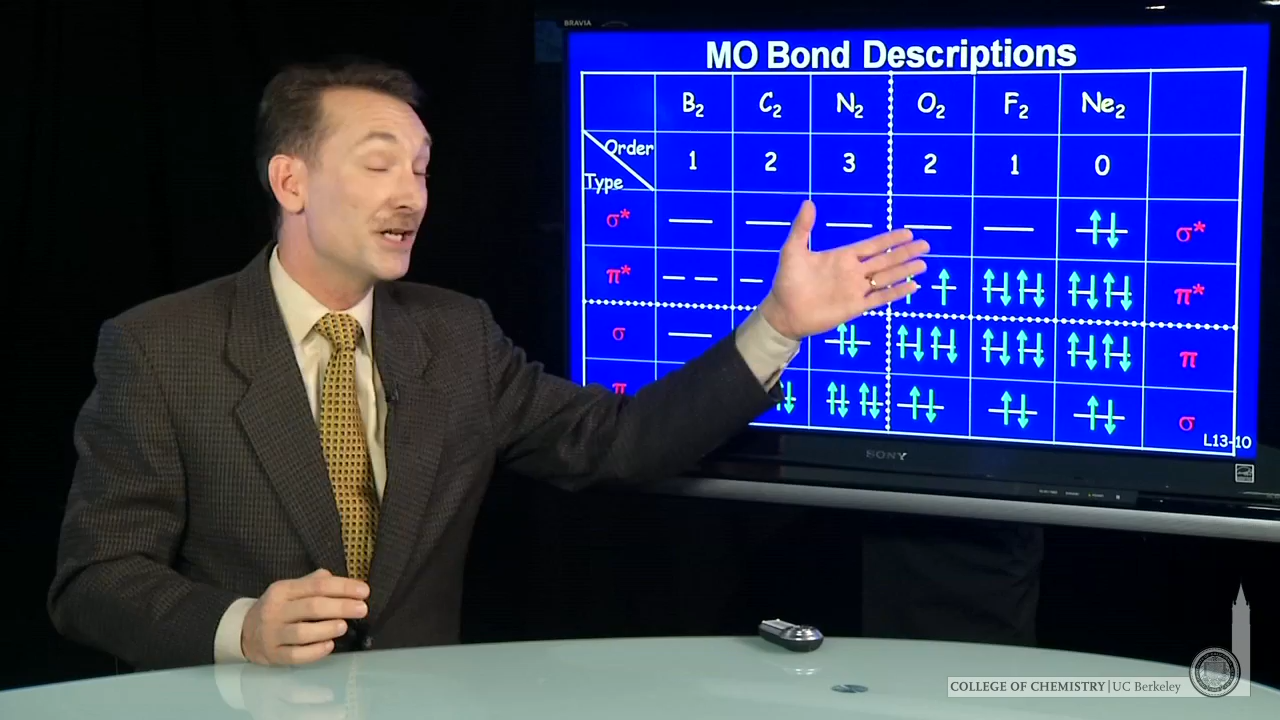 BRAVIA
MO Bond Descriptions
B₂ C₂ N₂ O₂ F₂ Ne₂
Order 1 2 3 2 1 0
Type
σ* σ*
π* π*
σ π
π σ
L13-10
SONY
COLLEGE OF CHEMISTRY | UC Berkeley